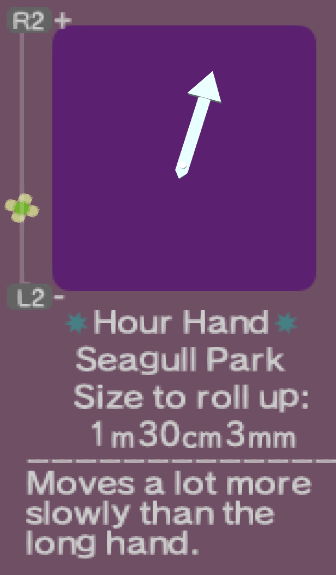 R2 +
L2 -
Hour Hand
Seagull Park
Size to roll up:
1m30cm3mm
Moves a lot more
slowly than the
long hand.